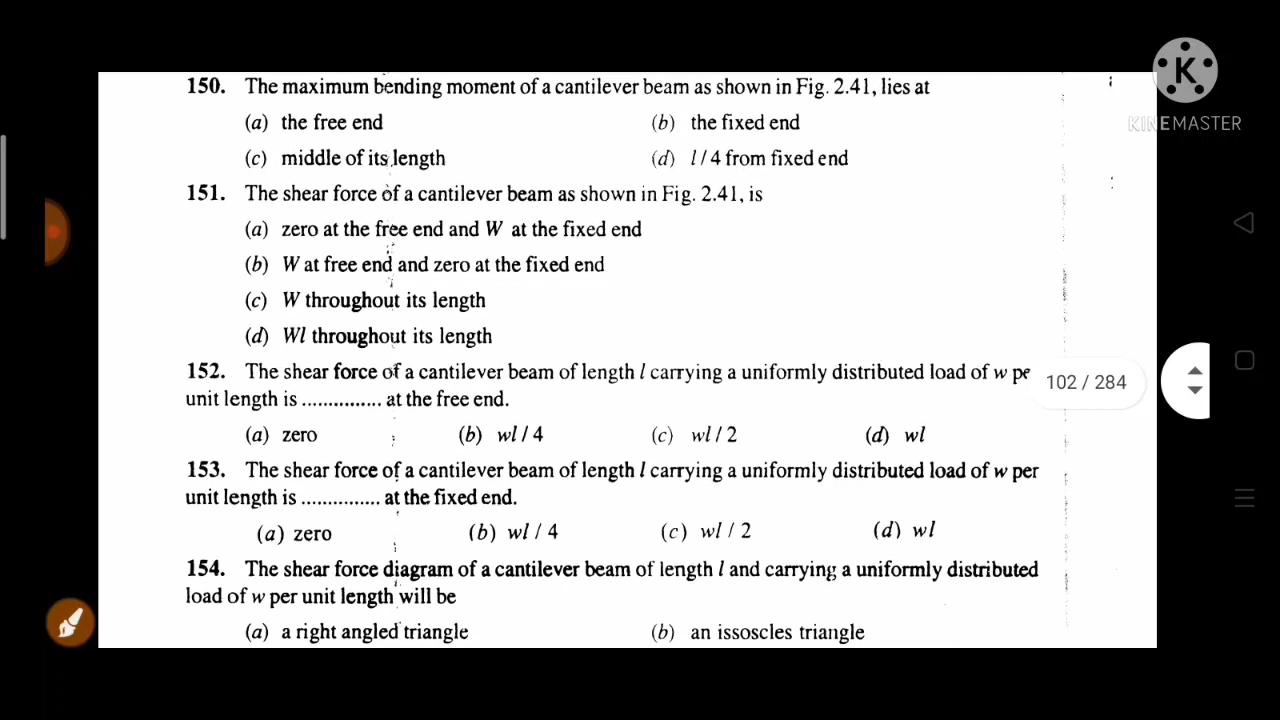 K
KINEMASTER
150. The maximum bending moment of a cantilever beam as shown in Fig. 2.41, lies at
(a) the free end (b) the fixed end
(c) middle of its length (d) l / 4 from fixed end
151. The shear force of a cantilever beam as shown in Fig. 2.41, is
(a) zero at the free end and W at the fixed end
(b) W at free end and zero at the fixed end
(c) W throughout its length
(d) Wl throughout its length
152. The shear force of a cantilever beam of length l carrying a uniformly distributed load of w pe
unit length is ............... at the free end.
102 / 284
(a) zero (b) wl / 4 (c) wl / 2 (d) wl
153. The shear force of a cantilever beam of length l carrying a uniformly distributed load of w per
unit length is ............... at the fixed end.
(a) zero (b) wl / 4 (c) wl / 2 (d) wl
154. The shear force diagram of a cantilever beam of length l and carrying a uniformly distributed
load of w per unit length will be
(a) a right angled triangle (b) an issoscles triangle